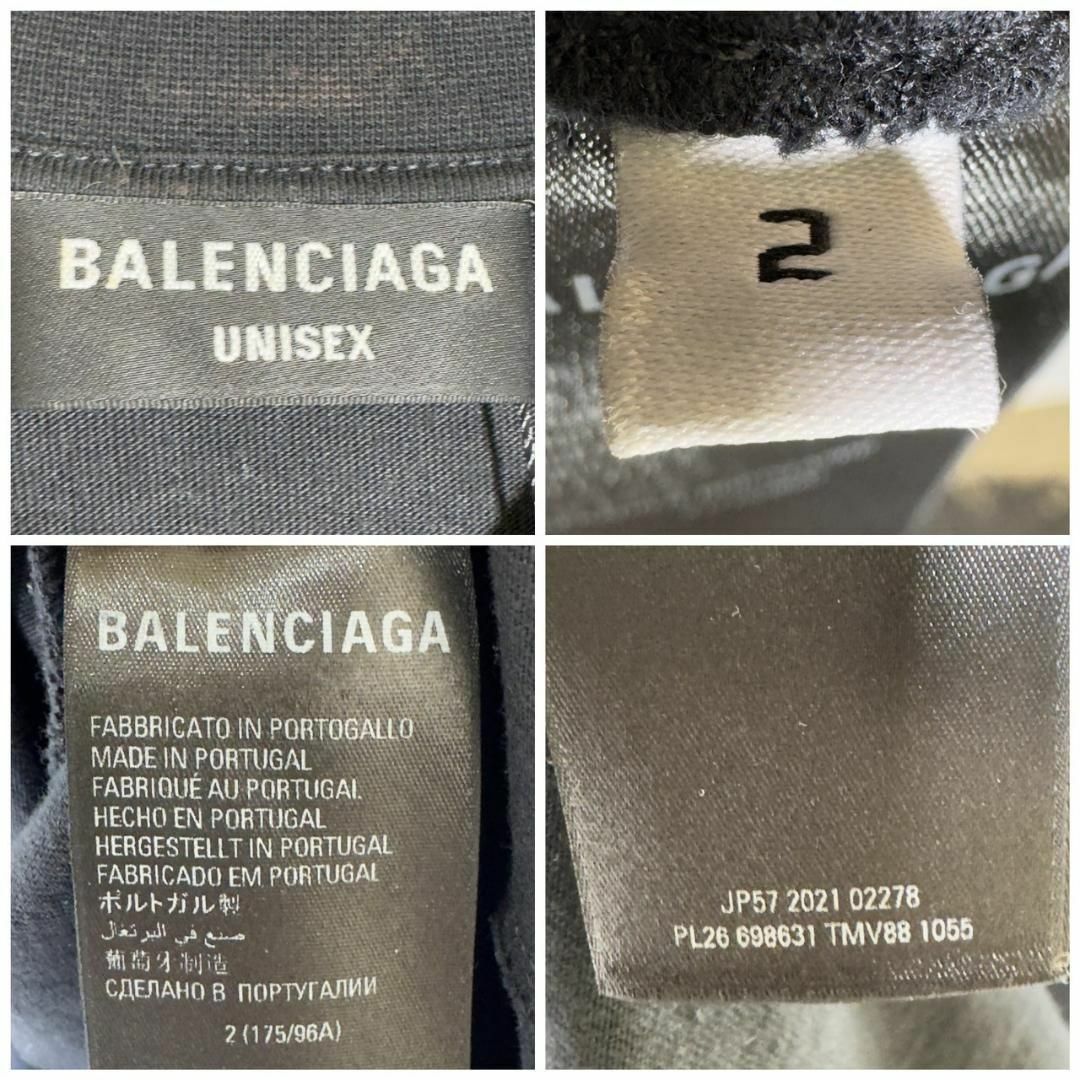 BALENCIAGA
UNISEX
2
BALENCIAGA
FABBRICATO IN PORTOGALLO
MADE IN PORTUGAL
FABRIQUÉ AU PORTUGAL
HECHO EN PORTUGAL
HERGESTELLT IN PORTUGAL
FABRICADO EM PORTUGAL
ポルトガル製
صنع في البرتغال
葡萄牙制造
СДЕЛАНО В ПОРТУГАЛИИ
2 (175/96A)
JP57 2021 02278
PL26 698631 TMV88 1055